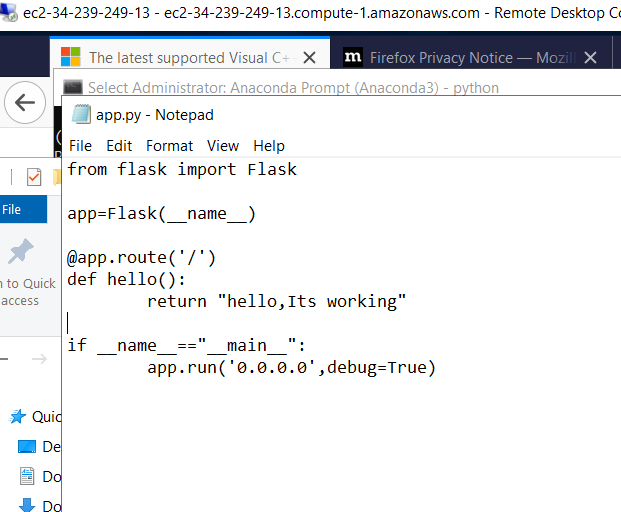 ec2-34-239-249-13 - ec2-34-239-249-13.compute-1.amazonaws.com - Remote Desktop Co
The latest supported Visual C+
Firefox Privacy Notice — Mozil
Select Administrator: Anaconda Prompt (Anaconda3) - python
app.py - Notepad
File Edit Format View Help
from flask import Flask
app=Flask(__name__)
@app.route('/')
def hello():
return "hello,Its working"
if __name__=="__main__":
app.run('0.0.0.0',debug=True)
File
n to Quick
access
Quic
De
Do
Do